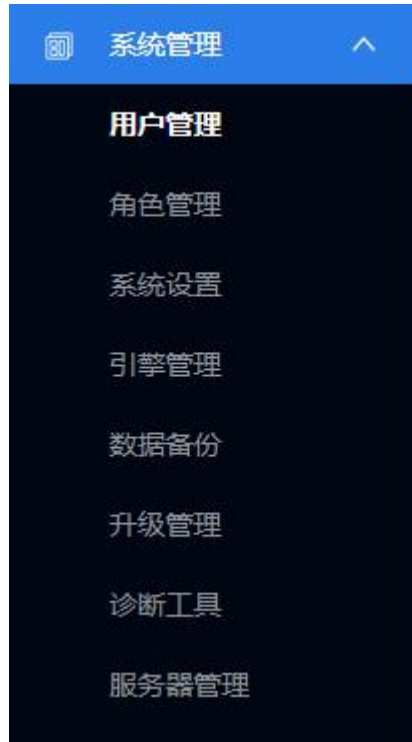 系统管理
用户管理
角色管理
系统设置
引擎管理
数据备份
升级管理
诊断工具
服务器管理